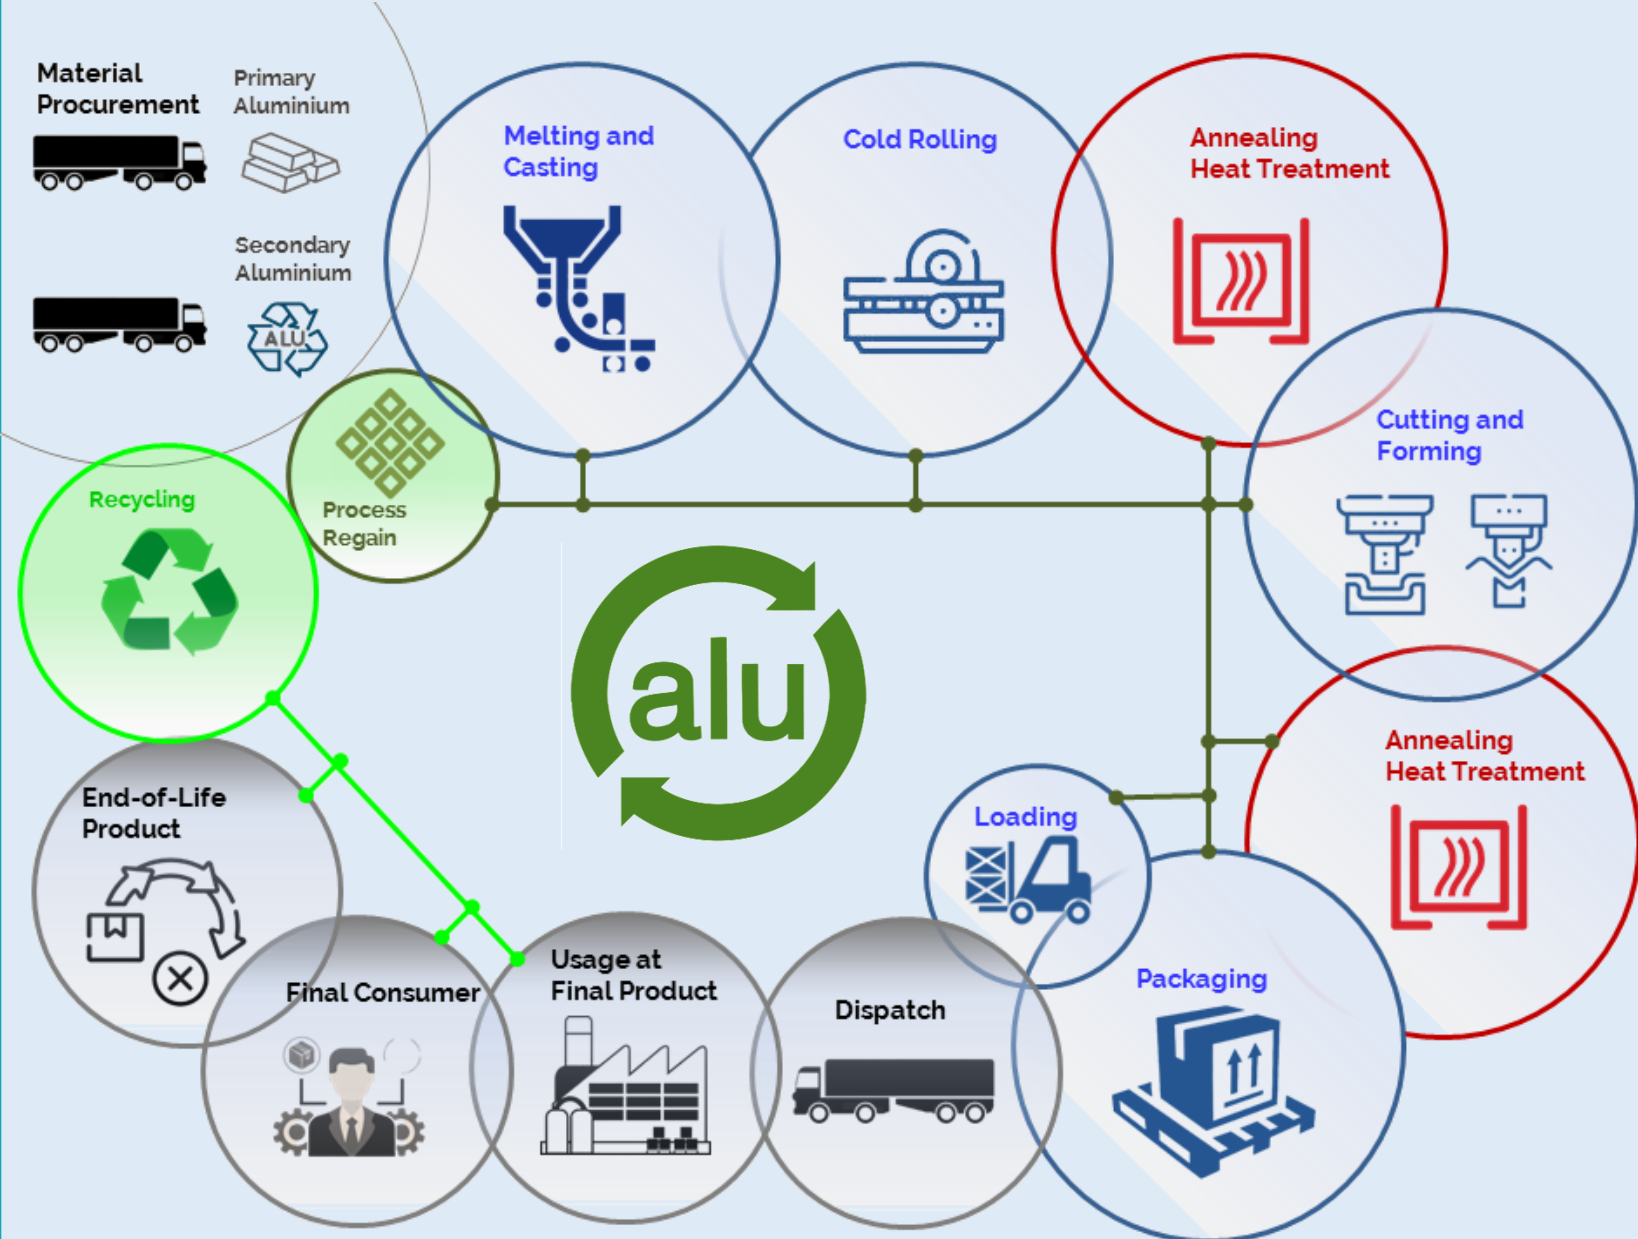 Material
Procurement
Primary
Aluminium
Secondary
Aluminium
ALU
Melting and
Casting
Cold Rolling
Annealing
Heat Treatment
Cutting and
Forming
Annealing
Heat Treatment
Process
Regain
Recycling
alu
Loading
Packaging
Dispatch
Usage at
Final Product
Final Consumer
End-of-Life
Product